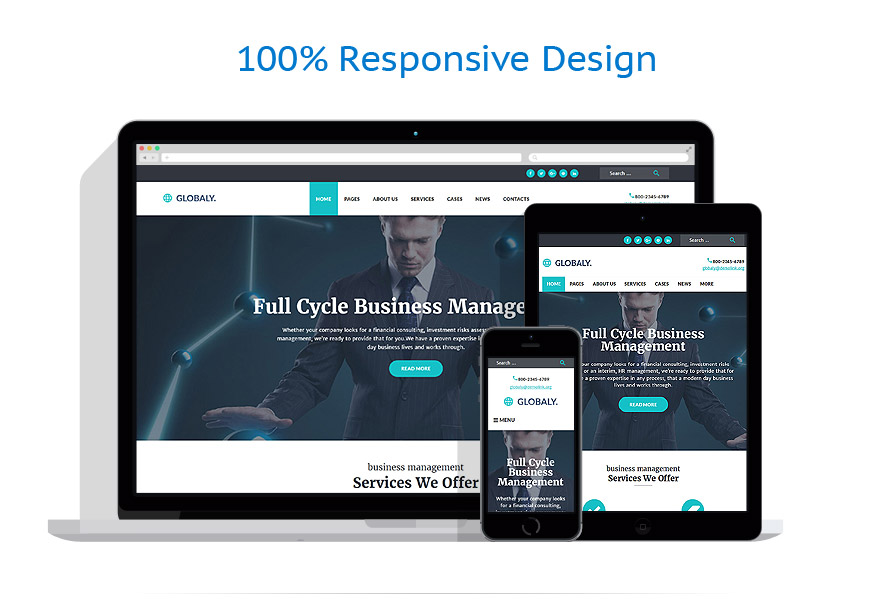 100% Responsive Design
Search ...
GLOBALY.
HOME PAGES ABOUT US SERVICES CASES NEWS CONTACTS
800-2345-6789
Full Cycle Business Manage
Whether your company looks for a financial consulting, investment risks asses
management, we're ready to provide that for you.We have a proven expertise i
day business lives and works through.
READ MORE
business management
Services We Offer
Search ...
GLOBALY.
800-2345-6789
globaly@demolink.org
HOME PAGES ABOUT US SERVICES CASES NEWS MORE
Full Cycle Business
Management
our company looks for a financial consulting, investment risks
or an interim, HR management, we're ready to provide that for
a proven expertise in any process, that a modern day business
lives and works through.
READ MORE
business management
Services We Offer
Search ...
800-2345-6789
globaly@demolink.org
GLOBALY.
MENU
Full Cycle
Business
Management
Whether your company looks
for a financial consulting,